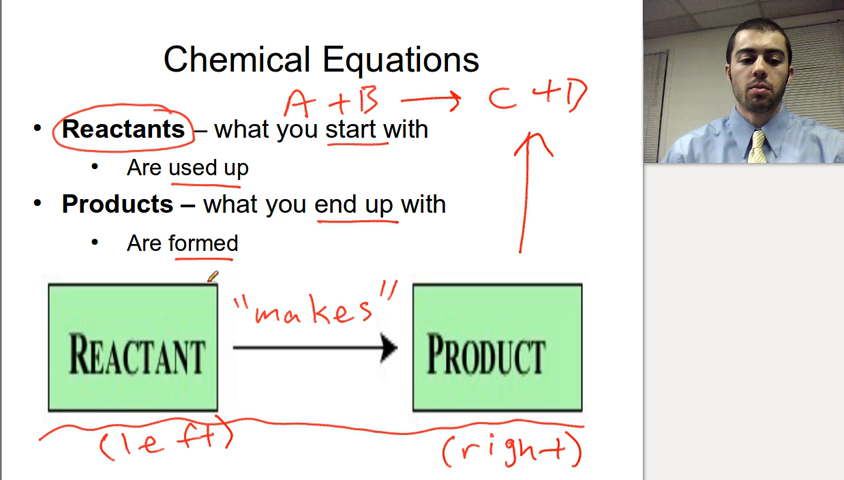 Chemical Equations
A + B → C + D
• Reactants – what you start with
• Are used up
• Products – what you end up with
• Are formed
"makes"
REACTANT → PRODUCT
(left) (right)